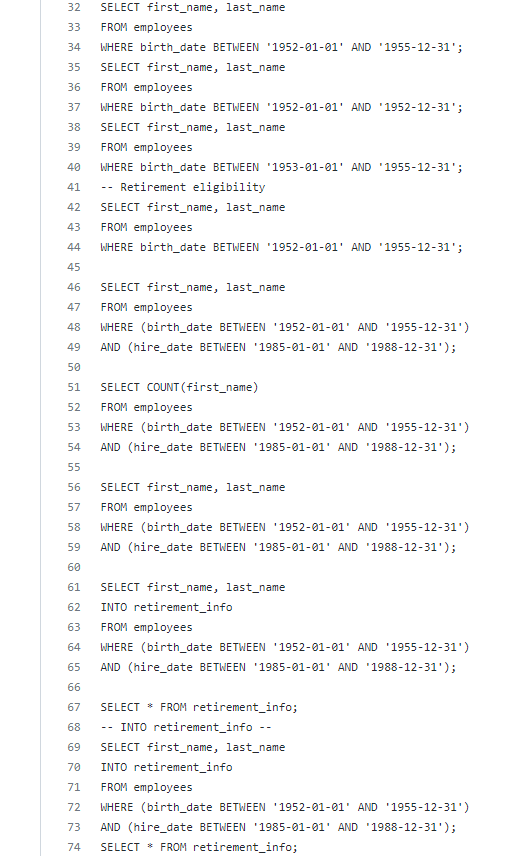 32 SELECT first_name, last_name
33 FROM employees
34 WHERE birth_date BETWEEN '1952-01-01' AND '1955-12-31';
35 SELECT first_name, last_name
36 FROM employees
37 WHERE birth_date BETWEEN '1952-01-01' AND '1952-12-31';
38 SELECT first_name, last_name
39 FROM employees
40 WHERE birth_date BETWEEN '1953-01-01' AND '1955-12-31';
41 -- Retirement eligibility
42 SELECT first_name, last_name
43 FROM employees
44 WHERE birth_date BETWEEN '1952-01-01' AND '1955-12-31';
45
46 SELECT first_name, last_name
47 FROM employees
48 WHERE (birth_date BETWEEN '1952-01-01' AND '1955-12-31')
49 AND (hire_date BETWEEN '1985-01-01' AND '1988-12-31');
50
51 SELECT COUNT(first_name)
52 FROM employees
53 WHERE (birth_date BETWEEN '1952-01-01' AND '1955-12-31')
54 AND (hire_date BETWEEN '1985-01-01' AND '1988-12-31');
55
56 SELECT first_name, last_name
57 FROM employees
58 WHERE (birth_date BETWEEN '1952-01-01' AND '1955-12-31')
59 AND (hire_date BETWEEN '1985-01-01' AND '1988-12-31');
60
61 SELECT first_name, last_name
62 INTO retirement_info
63 FROM employees
64 WHERE (birth_date BETWEEN '1952-01-01' AND '1955-12-31')
65 AND (hire_date BETWEEN '1985-01-01' AND '1988-12-31');
66
67 SELECT * FROM retirement_info;
68 -- INTO retirement_info --
69 SELECT first_name, last_name
70 INTO retirement_info
71 FROM employees
72 WHERE (birth_date BETWEEN '1952-01-01' AND '1955-12-31')
73 AND (hire_date BETWEEN '1985-01-01' AND '1988-12-31');
74 SELECT * FROM retirement_info;